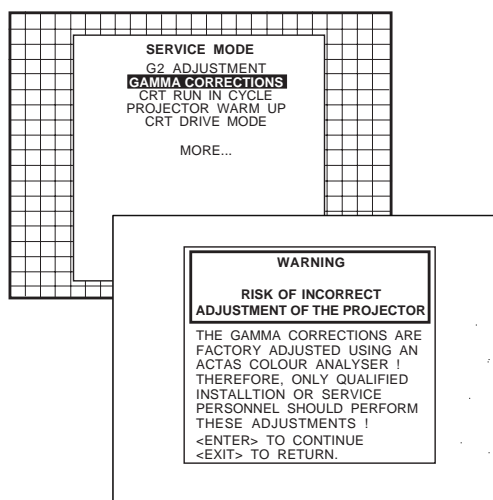 SERVICE MODE
G2 ADJUSTMENT
GAMMA CORRECTIONS
CRT RUN IN CYCLE
PROJECTOR WARM UP
CRT DRIVE MODE
MORE...
WARNING
RISK OF INCORRECT
ADJUSTMENT OF THE PROJECTOR
THE GAMMA CORRECTIONS ARE
FACTORY ADJUSTED USING AN
ACTAS COLOUR ANALYSER !
THEREFORE, ONLY QUALIFIED
INSTALLTION OR SERVICE
PERSONNEL SHOULD PERFORM
THESE ADJUSTMENTS !
<ENTER> TO CONTINUE
<EXIT> TO RETURN.